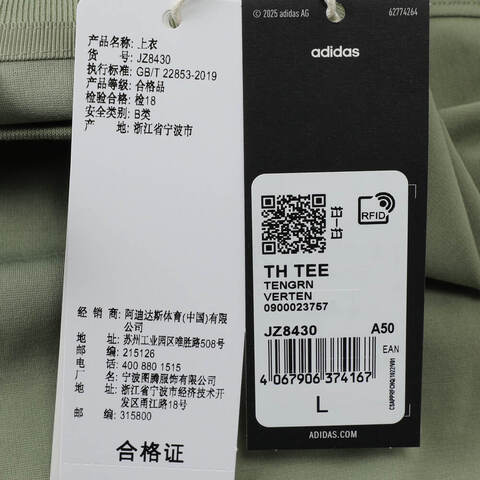 产品名称: 上衣
货 号: JZ8430
执行标准: GB/T 22853-2019
产品等级: 合格品
检验合格: 检18
安全类别: B类
产 地: 浙江省宁波市
经 销 商: 阿迪达斯体育(中国)有限
公司
地 址: 苏州工业园区唯胜路508号
邮 编: 215126
电 话: 400 880 1515
生 产 商: 宁波图腾服饰有限公司
地 址: 浙江省宁波市经济技术开
发区甬江路18号
邮 编: 315800
合格证
© 2025 adidas AG 62774264
adidas
扫一扫
RFID
TH TEE
TENGRN
VERTEN
0900023757
JZ8430 A50
EAN
4 067906 374167
L
ADIDAS.COM